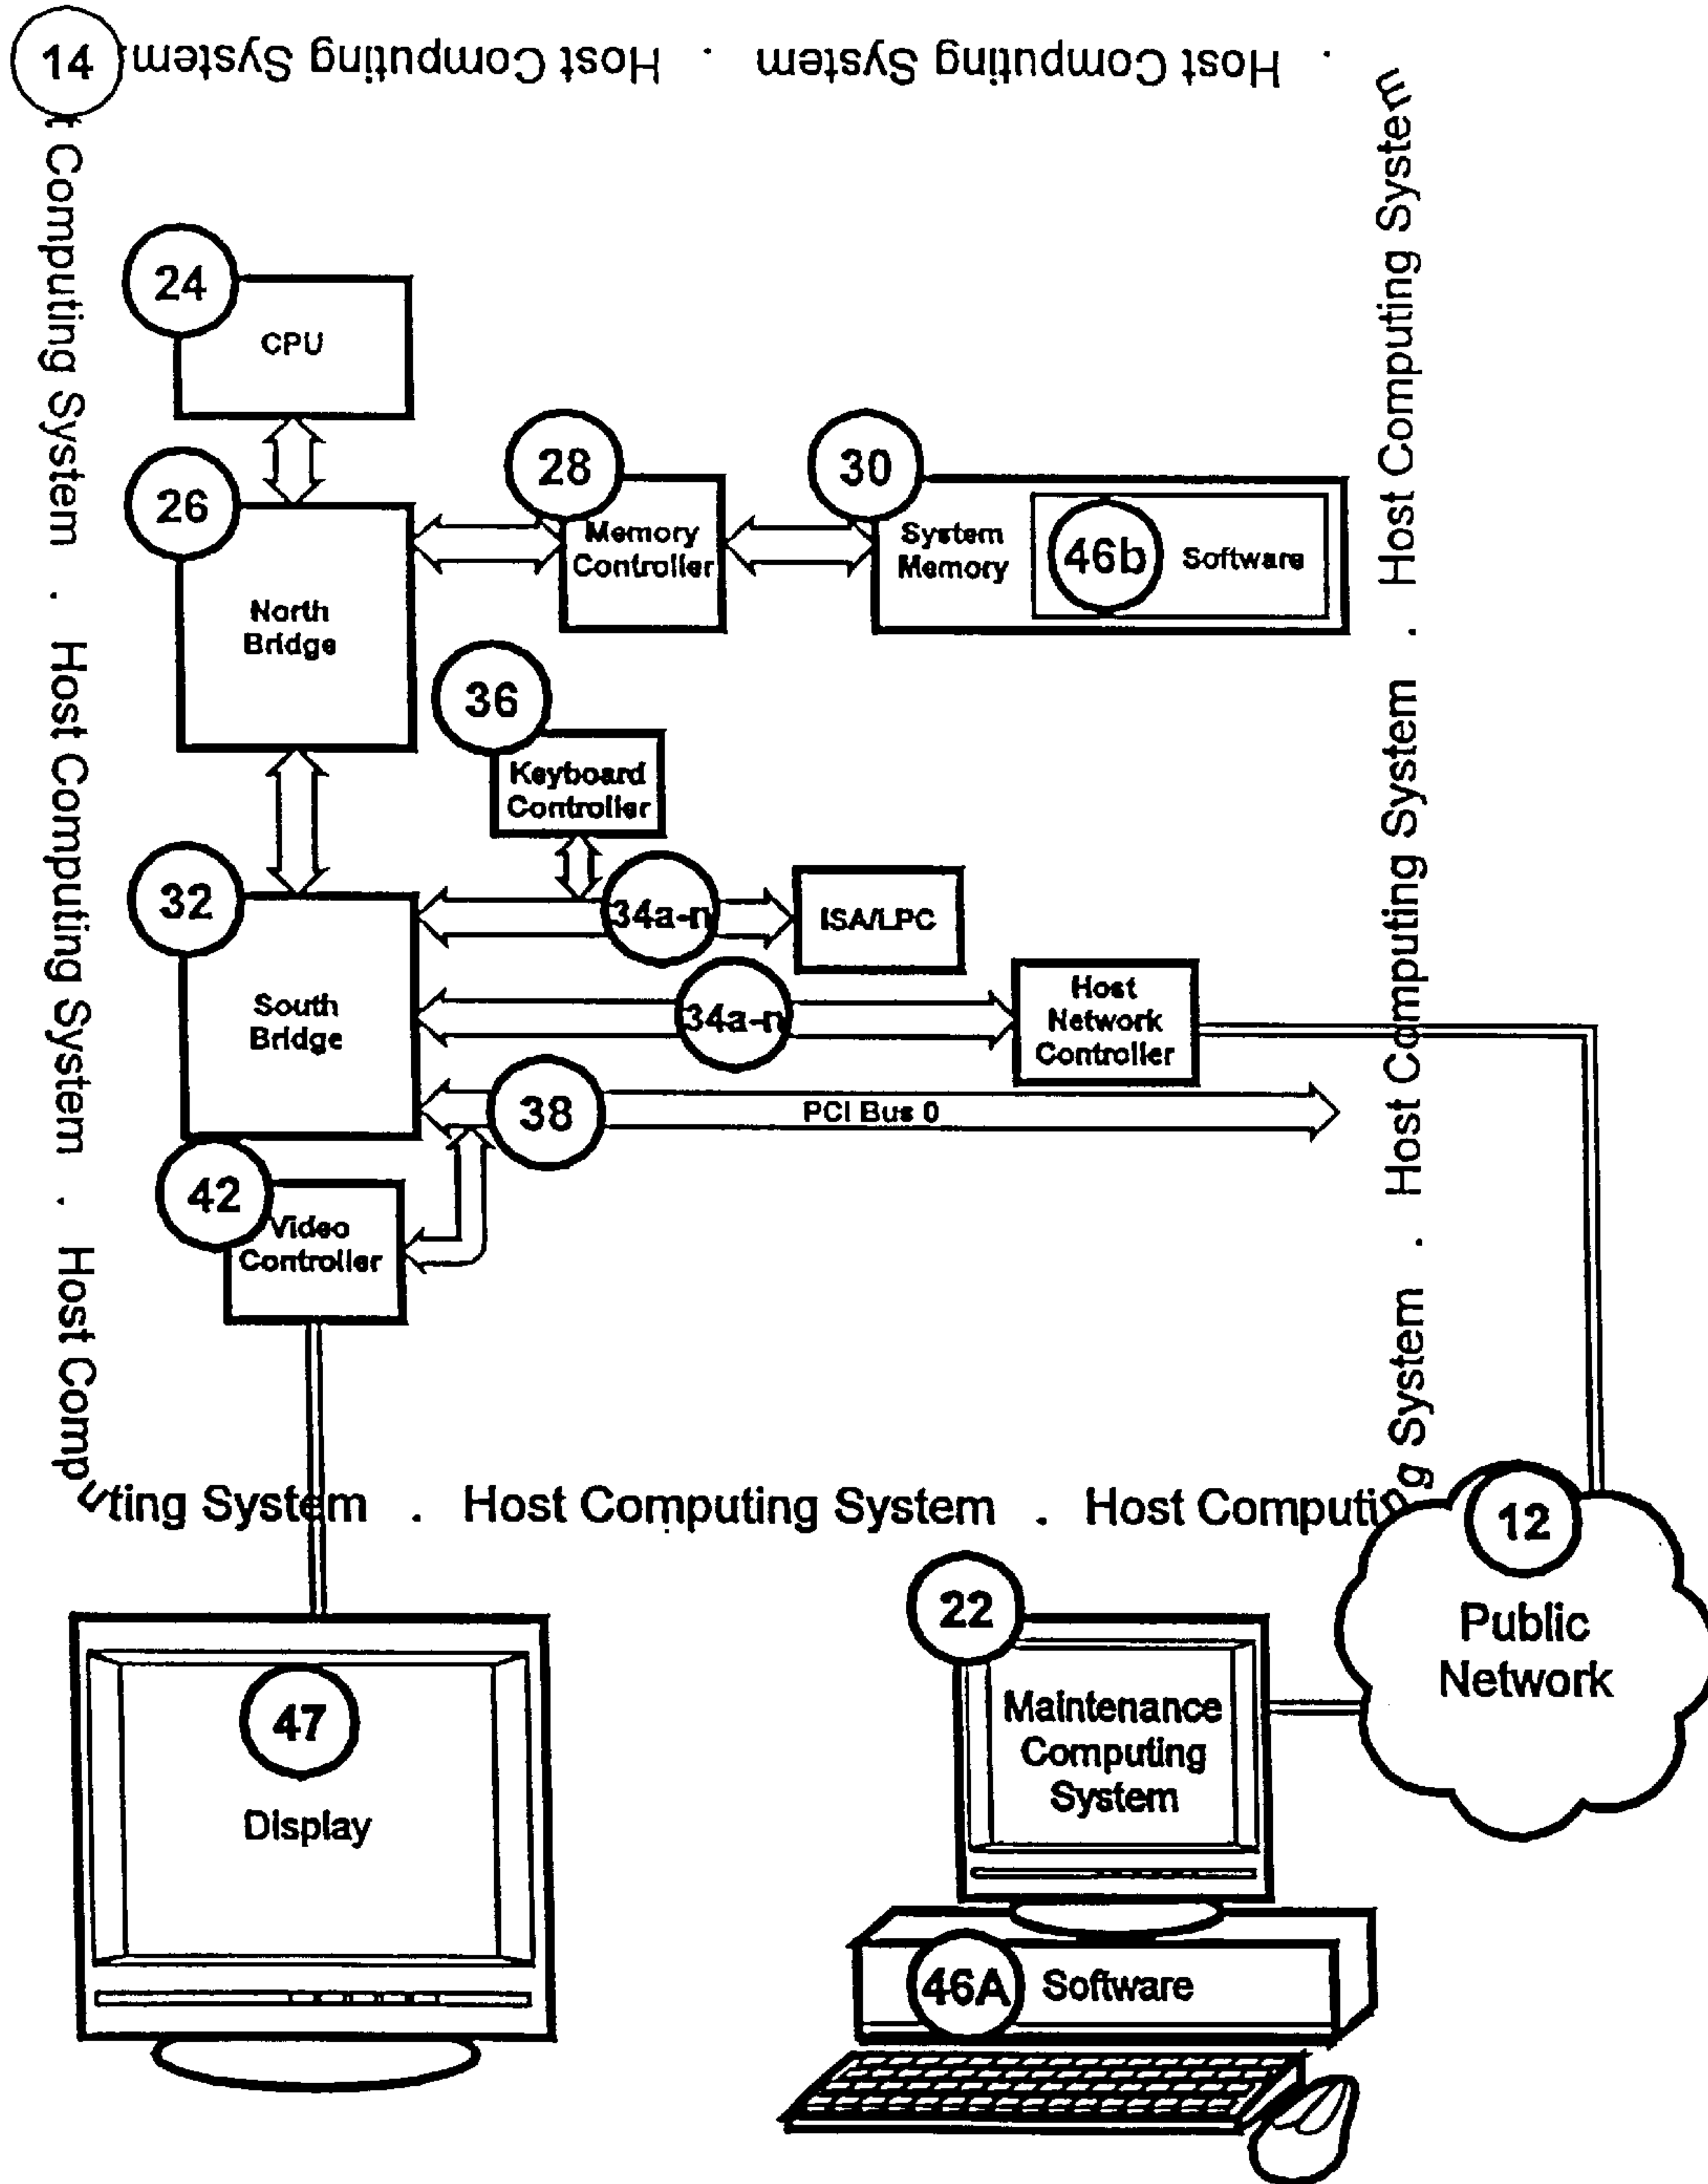 14
Host Computing System . Host Computing System .
t Computing System . Host Computing System . Host Computing System . Host Computing System . Host Computing System . Host Computing System . Host Computing System
24
CPU
26
North
Bridge
28
Memory
Controller
30
System
Memory
46b
Software
36
Keyboard
Controller
32
South
Bridge
34a-n
ISA/LPC
34a-n
Host
Network
Controller
38
PCI Bus 0
42
Video
Controller
12
Public
Network
22
Maintenance
Computing
System
47
Display
46A
Software